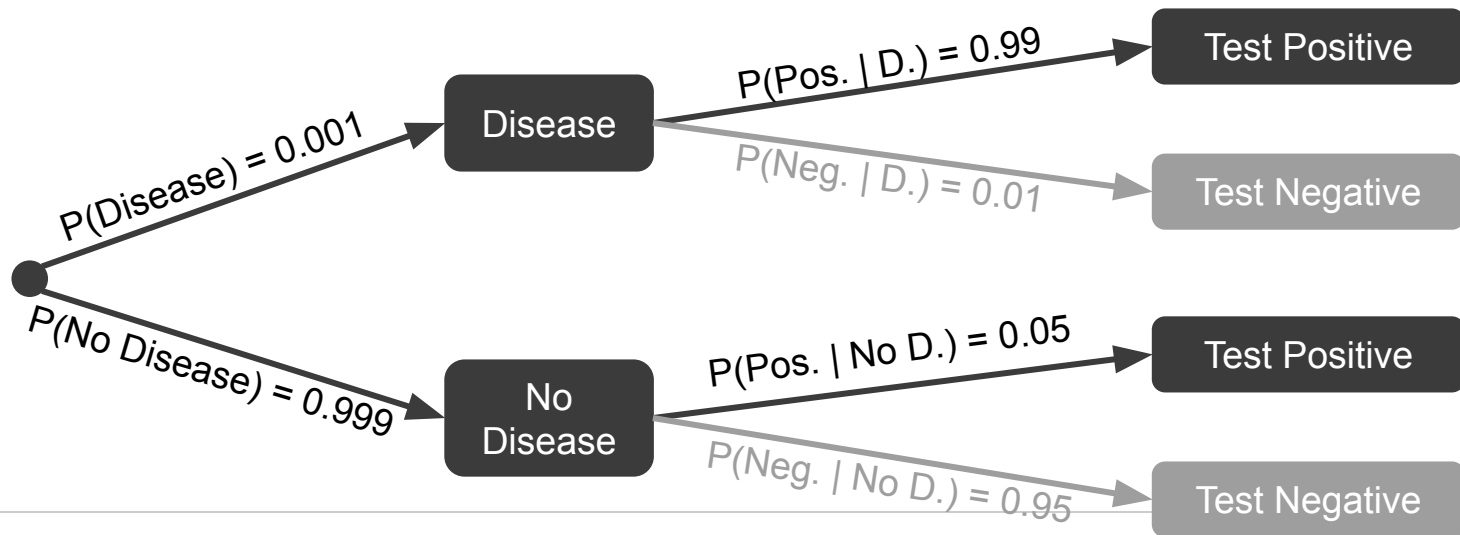 P(Disease) = 0.001
Disease
P(Pos. | D.) = 0.99
Test Positive
P(Neg. | D.) = 0.01
Test Negative
P(No Disease) = 0.999
No
Disease
P(Pos. | No D.) = 0.05
Test Positive
P(Neg. | No D.) = 0.95
Test Negative